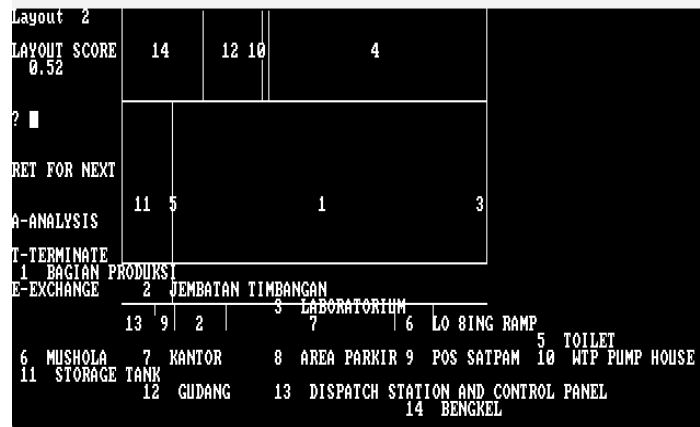 Layout 2
LAYOUT SCORE 14 12 10 4
0.52
?
RET FOR NEXT
11 5 1 3
A-ANALYSIS
T-TERMINATE
1 BAGIAN PRODUKSI
E-EXCHANGE 2 JEMBATAN TIMBANGAN
3 LABORATORIUM
13 9 2 7 6 LO 8ING RAMP
5 TOILET
6 MUSHOLA 7 KANTOR 8 AREA PARKIR 9 POS SATPAM 10 WTP PUMP HOUSE
11 STORAGE TANK
12 GUDANG 13 DISPATCH STATION AND CONTROL PANEL
14 BENGKEL